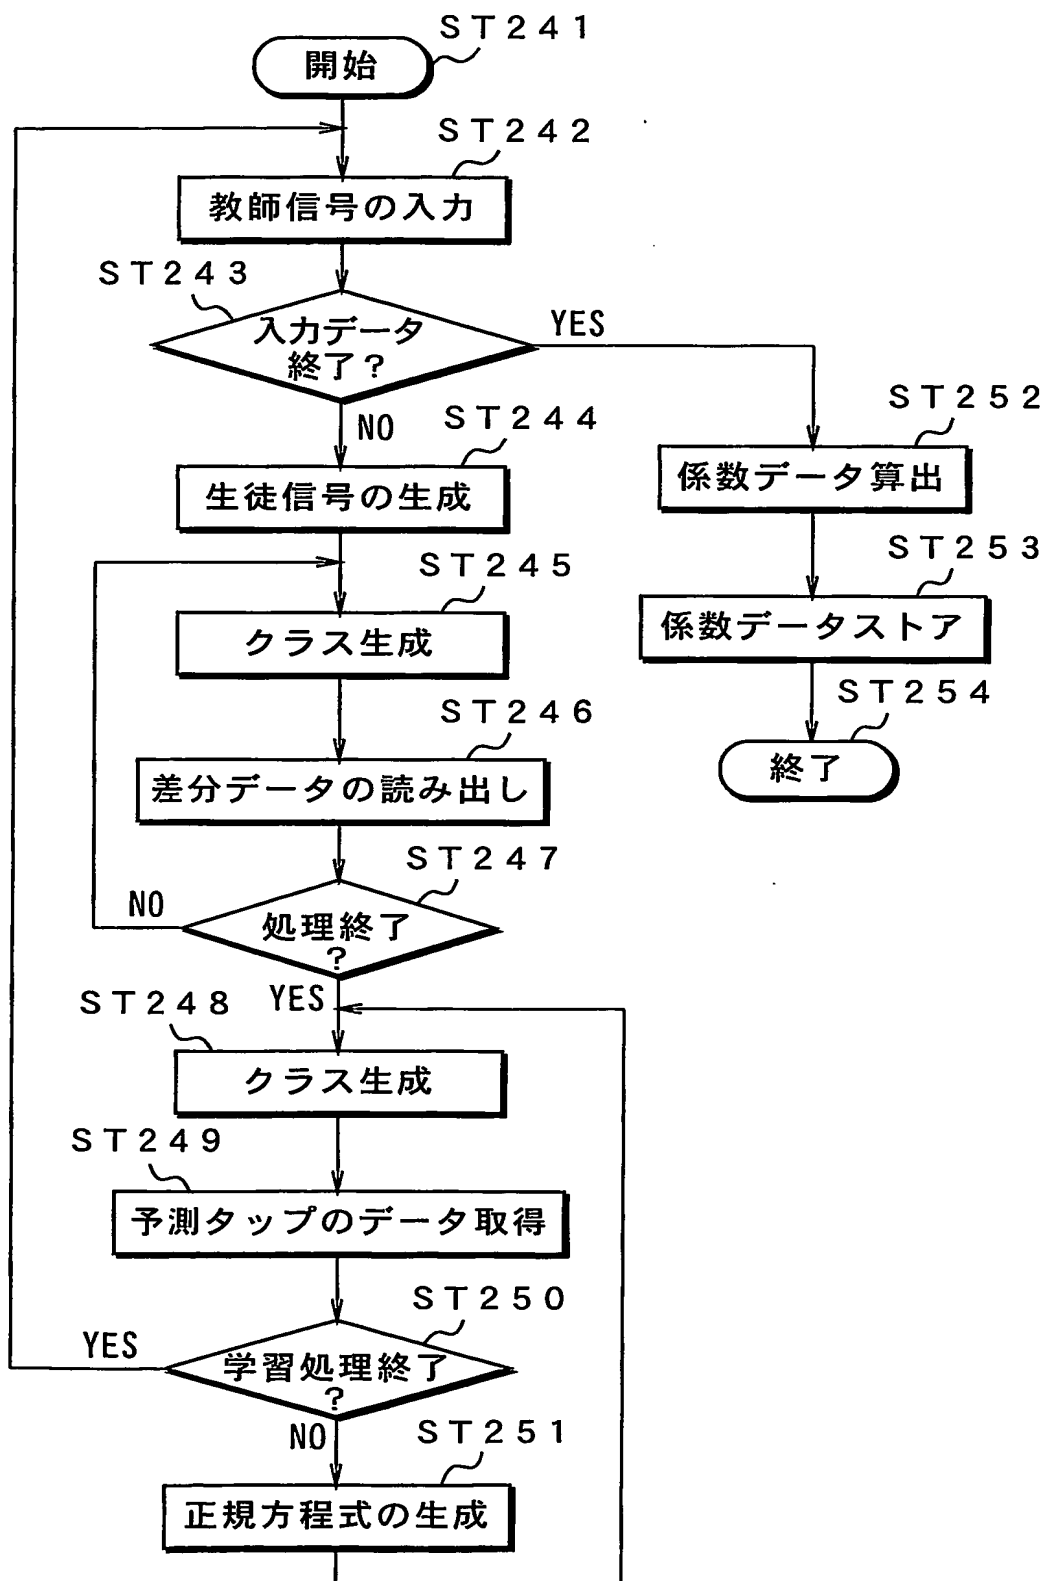 ST241
開始
ST242
教師信号の入力
ST243
入力データ
終了?
YES
NO
ST244
生徒信号の生成
ST252
係数データ算出
ST245
クラス生成
ST253
係数データストア
ST246
差分データの読み出し
ST254
終了
ST247
処理終了
?
NO
YES
ST248
クラス生成
ST249
予測タップのデータ取得
ST250
学習処理終了
?
YES
NO
ST251
正規方程式の生成